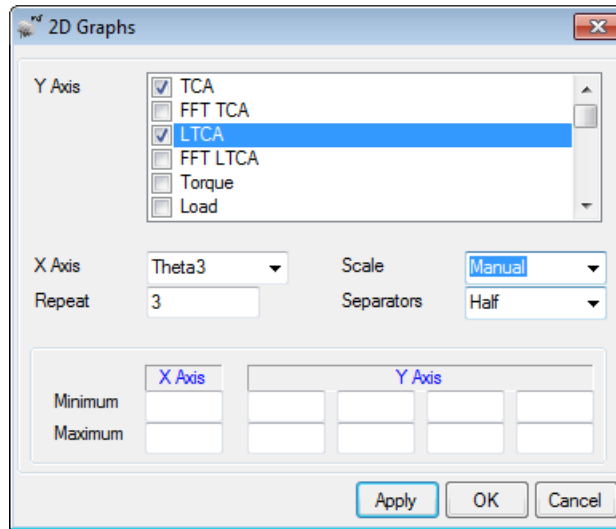 2D Graphs
Y Axis
TCA
FFT TCA
LTCA
FFT LTCA
Torque
Load
X Axis Theta3 Scale Manual
Repeat 3 Separators Half
X Axis Y Axis
Minimum
Maximum
Apply OK Cancel